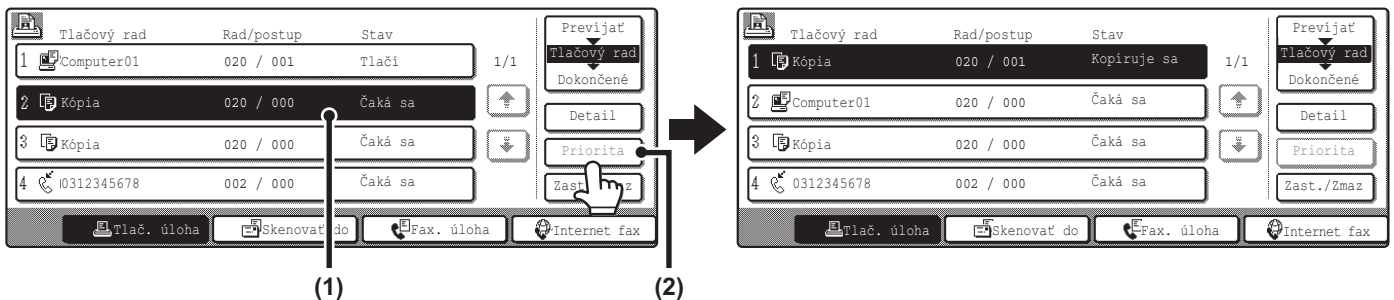 Tlačový rad Rad/postup Stav
1 Computer01 020 / 001 Tlačí
2 Kópia 020 / 000 Čaká sa
3 Kópia 020 / 000 Čaká sa
4 0312345678 002 / 000 Čaká sa
1/1
Prevíjať
Tlačový rad
Dokončené
Detail
Priorita
Zast./Zmaz
Tlač. úloha Skenovať do Fax. úloha Internet fax
(1) (2)
Tlačový rad Rad/postup Stav
1 Kópia 020 / 001 Kopíruje sa
2 Computer01 020 / 000 Čaká sa
3 Kópia 020 / 000 Čaká sa
4 0312345678 002 / 000 Čaká sa
1/1
Prevíjať
Tlačový rad
Dokončené
Detail
Priorita
Zast./Zmaz
Tlač. úloha Skenovať do Fax. úloha Internet fax